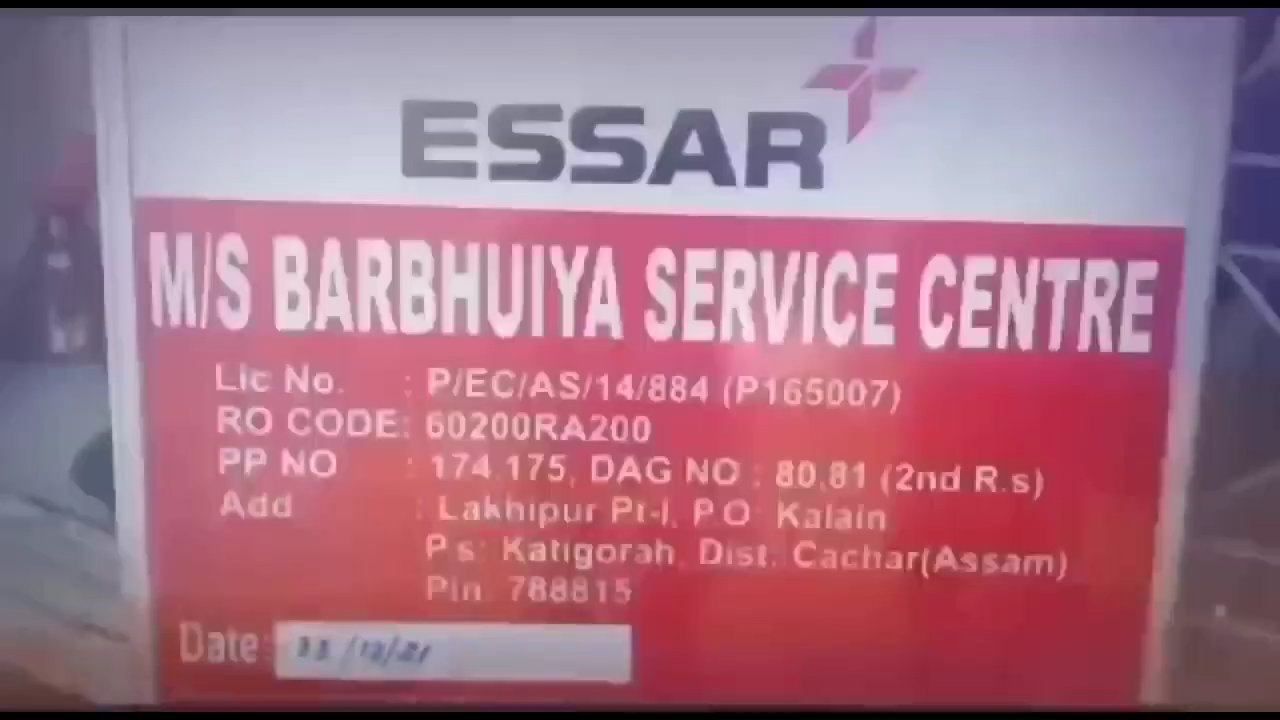 ESSAR
M/S BARBHUIYA SERVICE CENTRE
Lic No. : P/EC/AS/14/884 (P165007)
RO CODE: 60200RA200
PP NO : 174.175, DAG NO : 80,81 (2nd R.s)
Add : Lakhipur Pt-I, P.O: Kalain
P.s: Katigorah, Dist. Cachar(Assam)
Pin: 788815
Date: